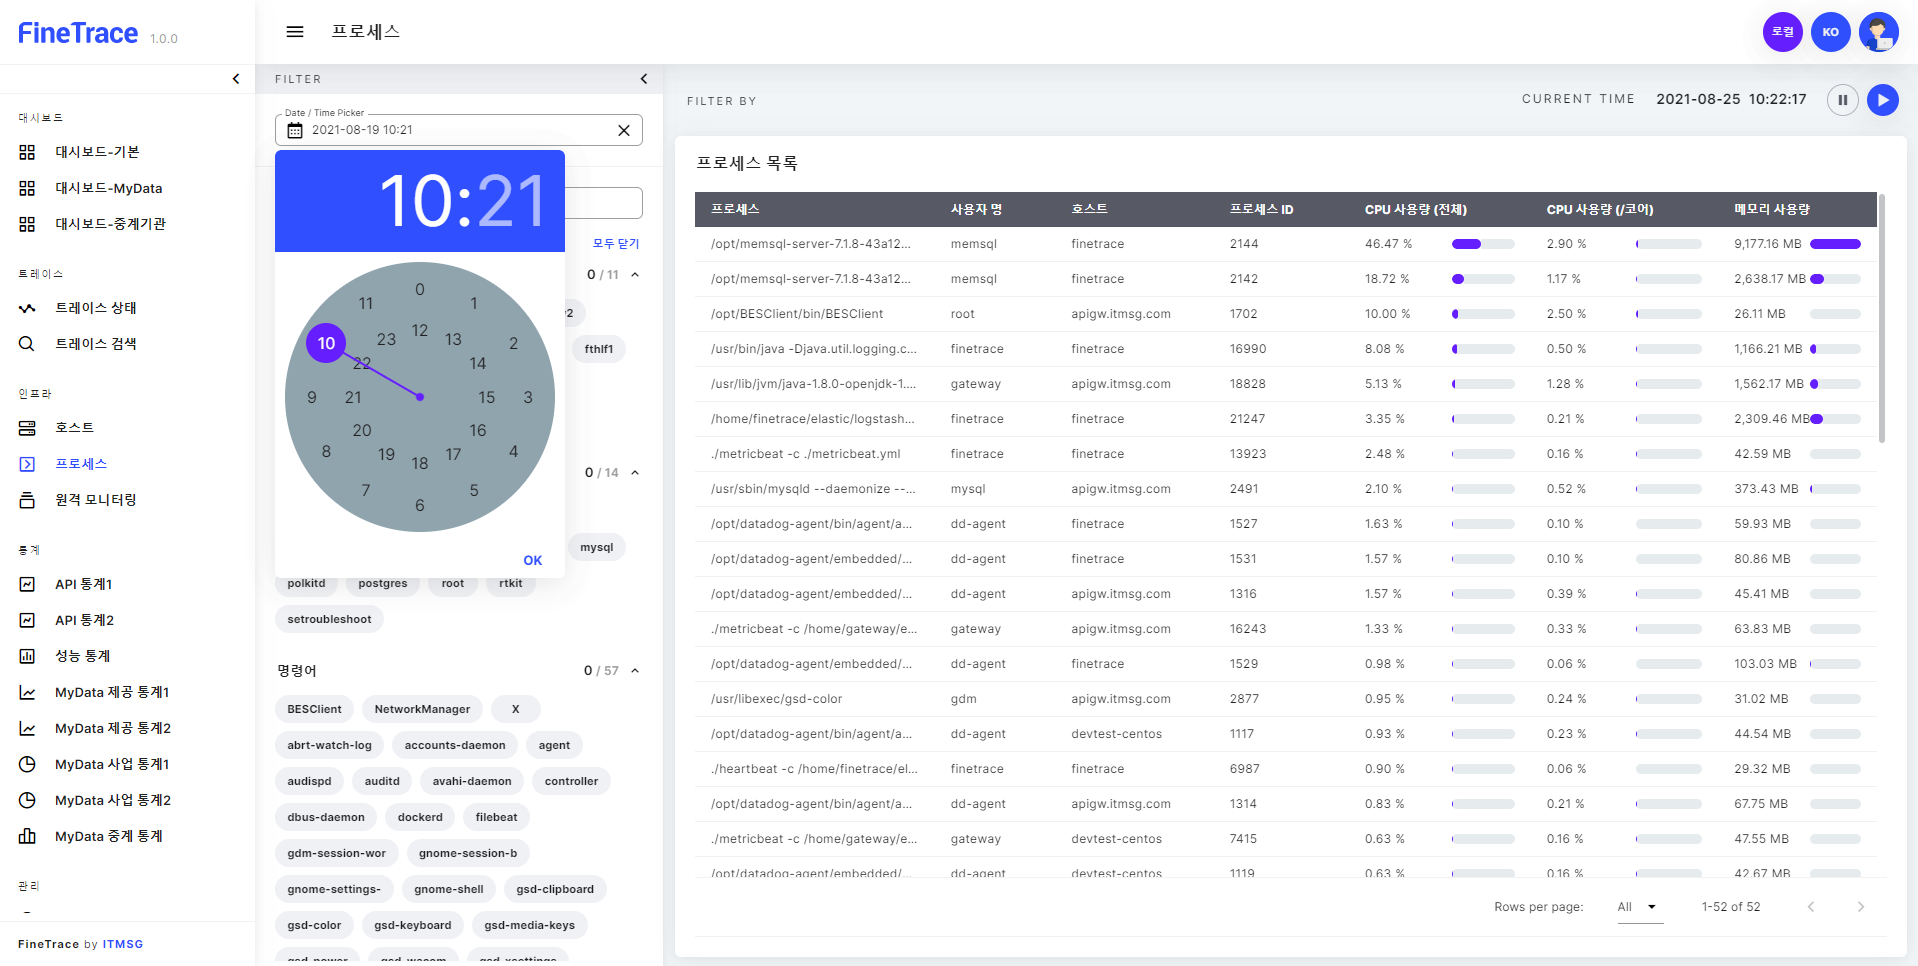 FineTrace 1.0.0
프로세스
로컬
KO
대시보드
대시보드-기본
대시보드-MyData
대시보드-중계기관
트레이스
트레이스 상태
트레이스 검색
인프라
호스트
프로세스
원격 모니터링
통계
API 통계1
API 통계2
성능 통계
MyData 제공 통계1
MyData 제공 통계2
MyData 사업 통계1
MyData 사업 통계2
MyData 중계 통계
관리
FineTrace by ITMSG
FILTER
Date / Time Picker
2021-08-19 10:21
10:21
0
1
2
3
4
5
6
7
8
9
10
11
12
13
14
15
16
17
18
19
20
21
22
23
OK
모두 닫기
0 / 11
fthlf1
0 / 14
mysql
polkitd postgres root rtkit
setroubleshoot
명령어 0 / 57
BESClient NetworkManager X
abrt-watch-log accounts-daemon agent
audispd auditd avahi-daemon controller
dbus-daemon dockerd filebeat
gdm-session-wor gnome-session-b
gnome-settings- gnome-shell gsd-clipboard
gsd-color gsd-keyboard gsd-media-keys
gsd-power gsd-wacom gsd-xsettings
FILTER BY
CURRENT TIME 2021-08-25 10:22:17
프로세스 목록
프로세스 사용자 명 호스트 프로세스 ID CPU 사용량 (전체) CPU 사용량 (/코어) 메모리 사용량
/opt/memsql-server-7.1.8-43a12... memsql finetrace 2144 46.47 % 2.90 % 9,177.16 MB
/opt/memsql-server-7.1.8-43a12... memsql finetrace 2142 18.72 % 1.17 % 2,638.17 MB
/opt/BESClient/bin/BESClient root apigw.itmsg.com 1702 10.00 % 2.50 % 26.11 MB
/usr/bin/java -Djava.util.logging.c... finetrace finetrace 16990 8.08 % 0.50 % 1,166.21 MB
/usr/lib/jvm/java-1.8.0-openjdk-1.... gateway apigw.itmsg.com 18828 5.13 % 1.28 % 1,562.17 MB
/home/finetrace/elastic/logstash... finetrace finetrace 21247 3.35 % 0.21 % 2,309.46 MB
./metricbeat -c ./metricbeat.yml finetrace finetrace 13923 2.48 % 0.16 % 42.59 MB
/usr/sbin/mysqld --daemonize --... mysql apigw.itmsg.com 2491 2.10 % 0.52 % 373.43 MB
/opt/datadog-agent/bin/agent/a... dd-agent finetrace 1527 1.63 % 0.10 % 59.93 MB
/opt/datadog-agent/embedded/... dd-agent finetrace 1531 1.57 % 0.10 % 80.86 MB
/opt/datadog-agent/embedded/... dd-agent apigw.itmsg.com 1316 1.57 % 0.39 % 45.41 MB
./metricbeat -c /home/gateway/e... gateway apigw.itmsg.com 16243 1.33 % 0.33 % 63.83 MB
/opt/datadog-agent/embedded/... dd-agent finetrace 1529 0.98 % 0.06 % 103.03 MB
/usr/libexec/gsd-color gdm apigw.itmsg.com 2877 0.95 % 0.24 % 31.02 MB
/opt/datadog-agent/bin/agent/a... dd-agent devtest-centos 1117 0.93 % 0.23 % 44.54 MB
./heartbeat -c /home/finetrace/el... finetrace finetrace 6987 0.90 % 0.06 % 29.32 MB
/opt/datadog-agent/bin/agent/a... dd-agent apigw.itmsg.com 1314 0.83 % 0.21 % 67.75 MB
./metricbeat -c /home/gateway/e... gateway devtest-centos 7415 0.63 % 0.16 % 47.55 MB
/opt/datadog-agent/embedded/... dd-agent devtest-centos 1119 0.63 % 0.16 % 42.67 MB
Rows per page: All 1-52 of 52